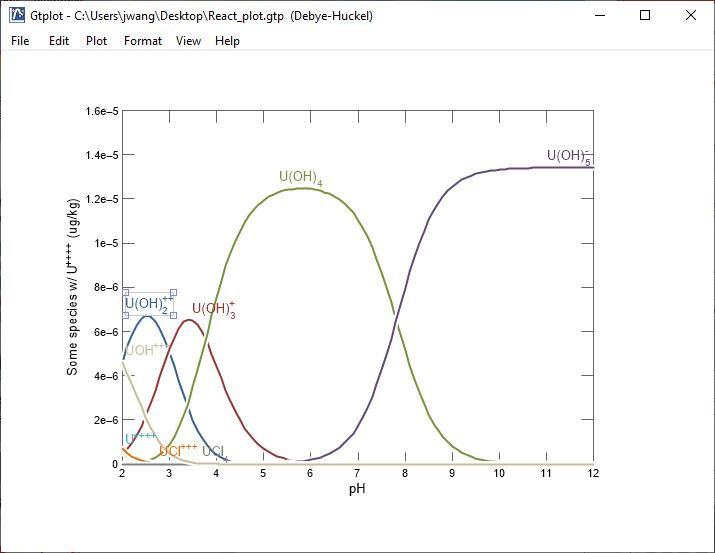 Gtplot - C:\Users\jwang\Desktop\React_plot.gtp (Debye-Huckel)
File Edit Plot Format View Help
1.6e–5
1.4e–5
1.2e–5
1e–5
8e–6
6e–6
4e–6
2e–6
0
Some species w/ U++++ (ug/kg)
U(OH)5-
U(OH)4
U(OH)2++
U(OH)3+
UOH+++
U++++
UCl+++
UCl4
2 3 4 5 6 7 8 9 10 11 12
pH